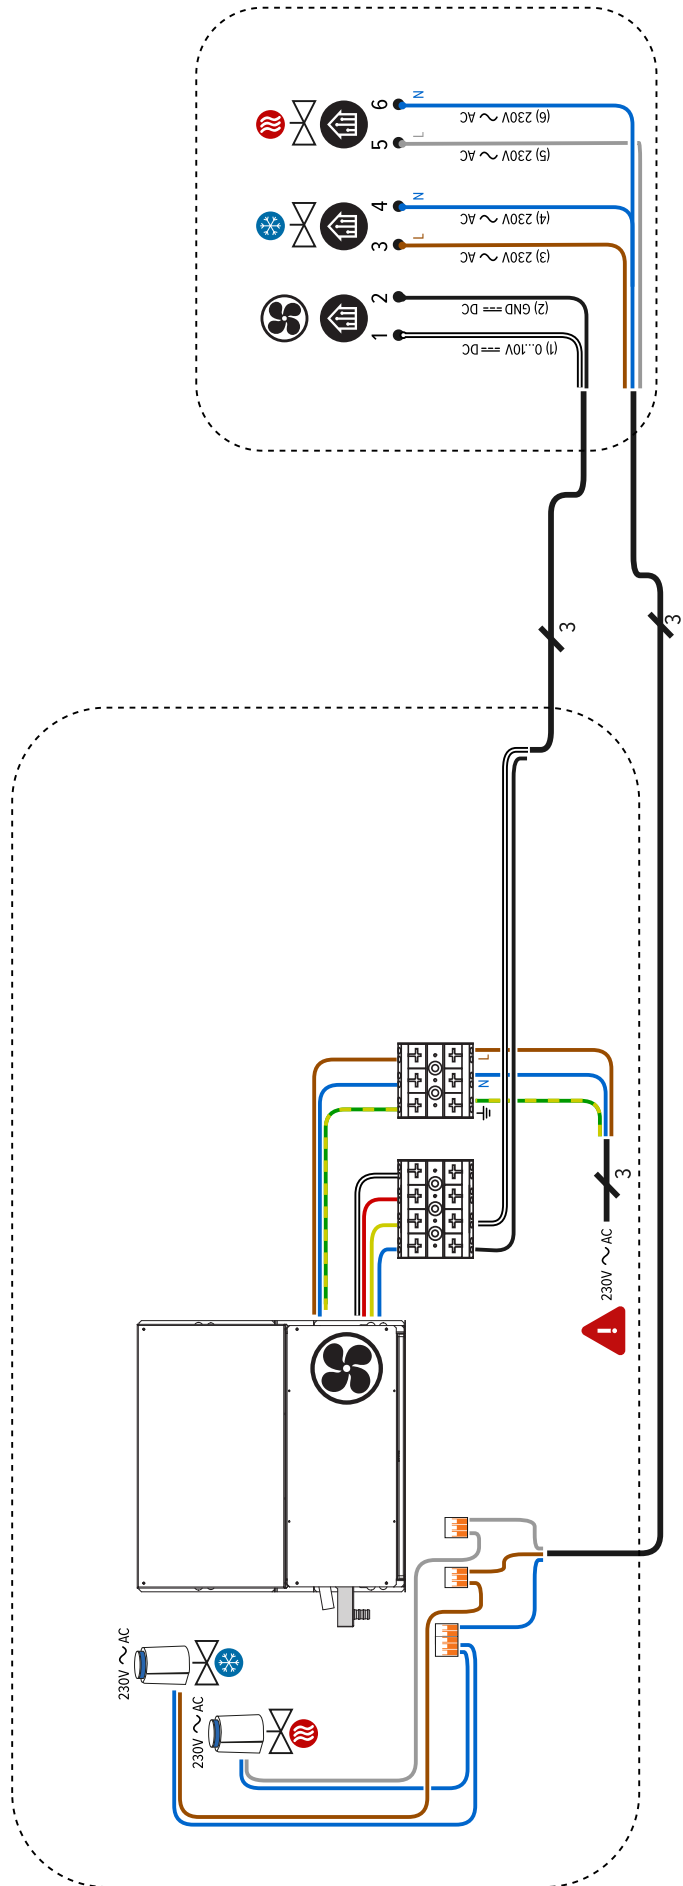 6
N
(6) 230V ~ AC
5
L
(5) 230V ~ AC
4
N
(4) 230V ~ AC
3
L
(3) 230V ~ AC
2
(2) GND ⎓ DC
1
(1) 0...10V ⎓ DC
3
3
L
N
3
230V ~ AC
!
230V ~ AC
230V ~ AC